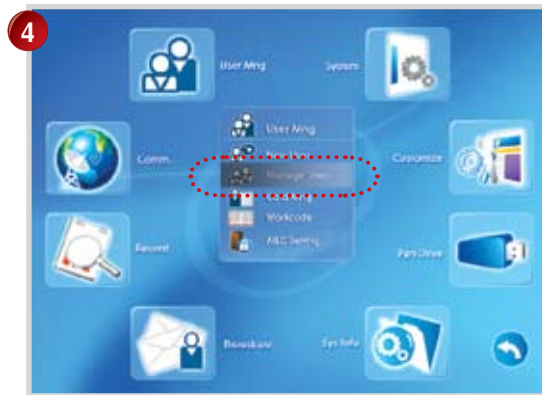 4
User Mng
System
User Mng
Manage User
Comm.
Customize
Workcode
Record
Pen Drive
Broadcast
Sys Info